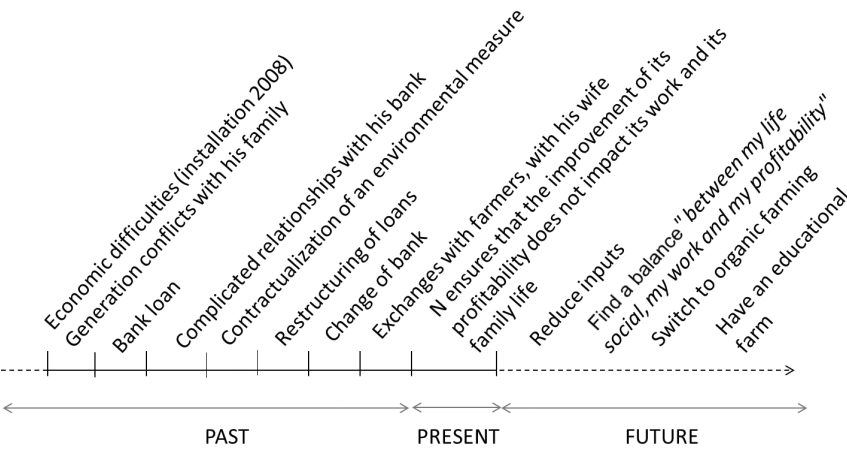 Economic difficulties (Installation 2008)
Generation conflicts with his family
Bank loan
Complicated relationships with his bank
Contractualization of an environmental measure
Restructuring of loans
Change of bank
Exchanges with farmers, with his wife
N ensures that the improvement of its
profitability does not impact its work and its
family life
Reduce inputs
Find a balance "between my life
social, my work and my profitability"
Switch to organic farming
Have an educational
farm
PAST
PRESENT
FUTURE